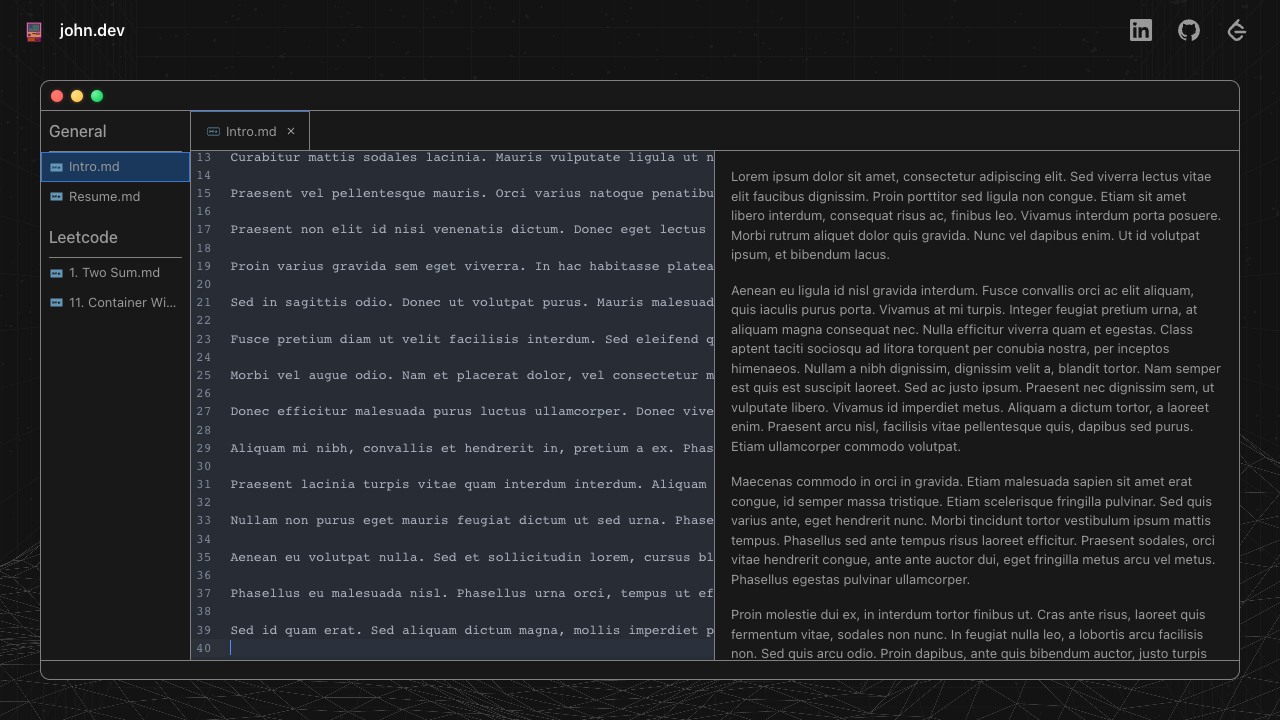 john.dev
General
Intro.md
Resume.md
Leetcode
1. Two Sum.md
11. Container Wi...
Intro.md ×
13 Curabitur mattis sodales lacinia. Mauris vulputate ligula ut n
14
15 Praesent vel pellentesque mauris. Orci varius natoque penatibu
16
17 Praesent non elit id nisi venenatis dictum. Donec eget lectus
18
19 Proin varius gravida sem eget viverra. In hac habitasse platea
20
21 Sed in sagittis odio. Donec ut volutpat purus. Mauris malesuad
22
23 Fusce pretium diam ut velit facilisis interdum. Sed eleifend q
24
25 Morbi vel augue odio. Nam et placerat dolor, vel consectetur m
26
27 Donec efficitur malesuada purus luctus ullamcorper. Donec vive
28
29 Aliquam mi nibh, convallis et hendrerit in, pretium a ex. Phas
30
31 Praesent lacinia turpis vitae quam interdum interdum. Aliquam
32
33 Nullam non purus eget mauris feugiat dictum ut sed urna. Phase
34
35 Aenean eu volutpat nulla. Sed et sollicitudin lorem, cursus bl
36
37 Phasellus eu malesuada nisl. Phasellus urna orci, tempus ut ef
38
39 Sed id quam erat. Sed aliquam dictum magna, mollis imperdiet p
40
Lorem ipsum dolor sit amet, consectetur adipiscing elit. Sed viverra lectus vitae
elit faucibus dignissim. Proin porttitor sed ligula non congue. Etiam sit amet
libero interdum, consequat risus ac, finibus leo. Vivamus interdum porta posuere.
Morbi rutrum aliquet dolor quis gravida. Nunc vel dapibus enim. Ut id volutpat
ipsum, et bibendum lacus.
Aenean eu ligula id nisl gravida interdum. Fusce convallis orci ac elit aliquam,
quis iaculis purus porta. Vivamus at mi turpis. Integer feugiat pretium urna, at
aliquam magna consequat nec. Nulla efficitur viverra quam et egestas. Class
aptent taciti sociosqu ad litora torquent per conubia nostra, per inceptos
himenaeos. Nullam a nibh dignissim, dignissim velit a, blandit tortor. Nam semper
est quis est suscipit laoreet. Sed ac justo ipsum. Praesent nec dignissim sem, ut
vulputate libero. Vivamus id imperdiet metus. Aliquam a dictum tortor, a laoreet
enim. Praesent arcu nisl, facilisis vitae pellentesque quis, dapibus sed purus.
Etiam ullamcorper commodo volutpat.
Maecenas commodo in orci in gravida. Etiam malesuada sapien sit amet erat
congue, id semper massa tristique. Etiam scelerisque fringilla pulvinar. Sed quis
varius ante, eget hendrerit nunc. Morbi tincidunt tortor vestibulum ipsum mattis
tempus. Phasellus sed ante tempus risus laoreet efficitur. Praesent sodales, orci
vitae hendrerit congue, ante ante auctor dui, eget fringilla metus arcu vel metus.
Phasellus egestas pulvinar ullamcorper.
Proin molestie dui ex, in interdum tortor finibus ut. Cras ante risus, laoreet quis
fermentum vitae, sodales non nunc. In feugiat nulla leo, a lobortis arcu facilisis
non. Sed quis arcu odio. Proin dapibus, ante quis bibendum auctor, justo turpis